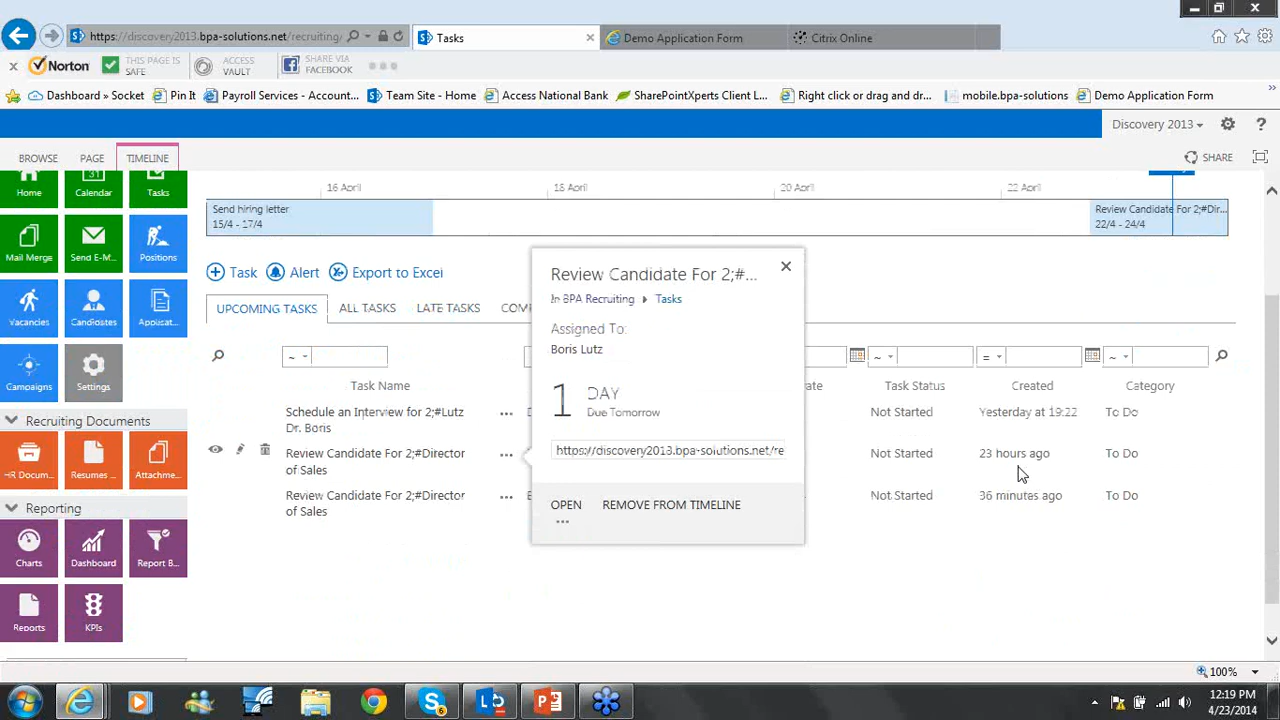 https://discovery2013.bpa-solutions.net/recruiting/
Tasks
Demo Application Form
Citrix Online
Norton
THIS PAGE IS
SAFE
ACCESS
VAULT
SHARE VIA
FACEBOOK
Dashboard » Socket
Pin It
Payroll Services - Account...
Team Site - Home
Access National Bank
SharePointXperts Client L...
Right click or drag and dr...
mobile.bpa-solutions
Demo Application Form
Discovery 2013
BROWSE
PAGE
TIMELINE
SHARE
Home
Calendar
31
Tasks
16 April
18 April
20 April
22 April
Send hiring letter
15/4 - 17/4
Review Candidate For 2;#Dir...
22/4 - 24/4
Mail Merge
Send E-M...
Positions
Task
Alert
Export to Excel
UPCOMING TASKS
ALL TASKS
LATE TASKS
Vacancies
Candidates
Applicat...
Campaigns
Settings
Task Name
Task Status
Created
Category
Schedule an Interview for 2;#Lutz
Dr. Boris
Not Started
Yesterday at 19:22
To Do
Review Candidate For 2;#Director
of Sales
Not Started
23 hours ago
To Do
Review Candidate For 2;#Director
of Sales
Not Started
36 minutes ago
To Do
Review Candidate For 2;#...
In BPA Recruiting
Tasks
Assigned To:
Boris Lutz
1
DAY
Due Tomorrow
https://discovery2013.bpa-solutions.net/re
OPEN
REMOVE FROM TIMELINE
...
Recruiting Documents
HR Docum...
Resumes ...
Attachme...
Reporting
Charts
Dashboard
Report B...
Reports
KPIs
100%
12:19 PM
4/23/2014